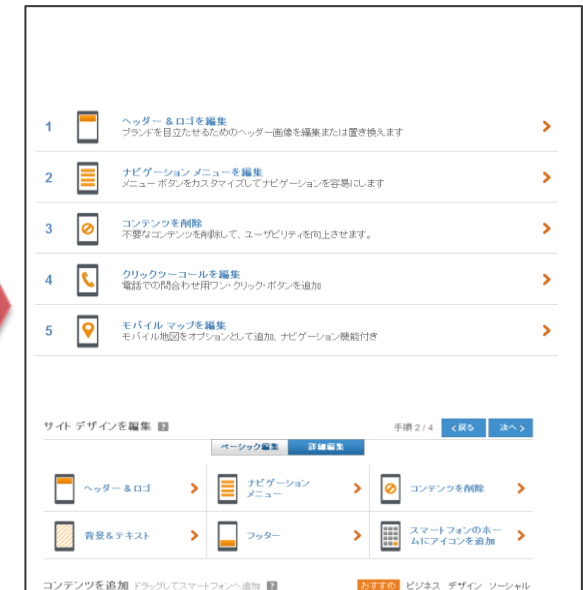 1
ヘッダー & ロゴを編集
ブランドを目立たせるためのヘッダー画像を編集または置き換えます
2
ナビゲーション メニューを編集
メニュー ボタンをカスタマイズしてナビゲーションを容易にします
3
コンテンツを削除
不要なコンテンツを削除して、ユーザビリティを向上させます。
4
クリックツーコールを編集
電話での問合わせ用ワン・クリック・ボタンを追加
5
モバイル マップを編集
モバイル地図をオプションとして追加, ナビゲーション機能付き
サイト デザインを編集 ?
手順 2 / 4 <戻る 次へ>
ベーシック編集 詳細編集
ヘッダー & ロゴ
ナビゲーション
メニュー
コンテンツを削除
背景&テキスト
フッター
スマートフォンのホー
ムにアイコンを追加
コンテンツを追加 ドラッグしてスマートフォンへ追加 ?
おすすめ ビジネス デザイン ソーシャル